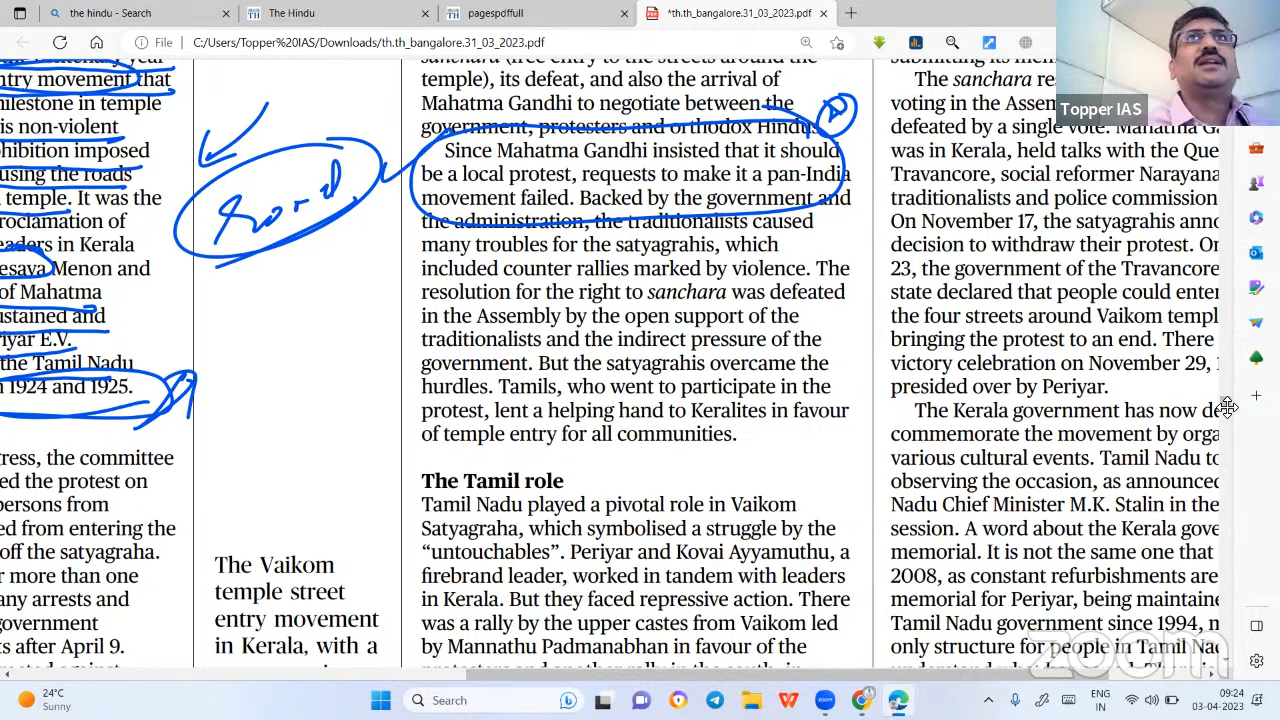 the hindu - Search
The Hindu
pagespdffull
*th.th_bangalore.31_03_2023.pdf
File
C:/Users/Topper%20IAS/Downloads/th.th_bangalore.31_03_2023.pdf
Topper IAS
entry movement that
milestone in temple
is non-violent
ohibition imposed
using the roads
temple. It was the
roclamation of
eaders in Kerala
esava Menon and
of Mahatma
ustained and
riyar E.V.
the Tamil Nadu
n 1924 and 1925.
gress, the committee
ed the protest on
persons from
ed from entering the
off the satyagraha.
r more than one
any arrests and
government
ts after April 9.
The Vaikom
temple street
entry movement
in Kerala, with a
sanchara (free entry to the streets around the
temple), its defeat, and also the arrival of
Mahatma Gandhi to negotiate between the
government, protesters and orthodox Hindus.
Since Mahatma Gandhi insisted that it should
be a local protest, requests to make it a pan-India
movement failed. Backed by the government and
the administration, the traditionalists caused
many troubles for the satyagrahis, which
included counter rallies marked by violence. The
resolution for the right to sanchara was defeated
in the Assembly by the open support of the
traditionalists and the indirect pressure of the
government. But the satyagrahis overcame the
hurdles. Tamils, who went to participate in the
protest, lent a helping hand to Keralites in favour
of temple entry for all communities.
The Tamil role
Tamil Nadu played a pivotal role in Vaikom
Satyagraha, which symbolised a struggle by the
“untouchables”. Periyar and Kovai Ayyamuthu, a
firebrand leader, worked in tandem with leaders
in Kerala. But they faced repressive action. There
was a rally by the upper castes from Vaikom led
by Mannathu Padmanabhan in favour of the
The sanchara re
voting in the Assem
defeated by a single vote. Mahatma Ga
was in Kerala, held talks with the Que
Travancore, social reformer Narayana
traditionalists and police commission
On November 17, the satyagrahis anno
decision to withdraw their protest. On
23, the government of the Travancore
state declared that people could enter
the four streets around Vaikom templ
bringing the protest to an end. There
victory celebration on November 29, 1
presided over by Periyar.
The Kerala government has now de
commemorate the movement by orga
various cultural events. Tamil Nadu to
observing the occasion, as announced
Nadu Chief Minister M.K. Stalin in the
session. A word about the Kerala gove
memorial. It is not the same one that
2008, as constant refurbishments are
memorial for Periyar, being maintaine
Tamil Nadu government since 1994, n
only structure for people in Tamil Nad
zoom
24°C
Sunny
Search
ENG
IN
09:24
03-04-2023